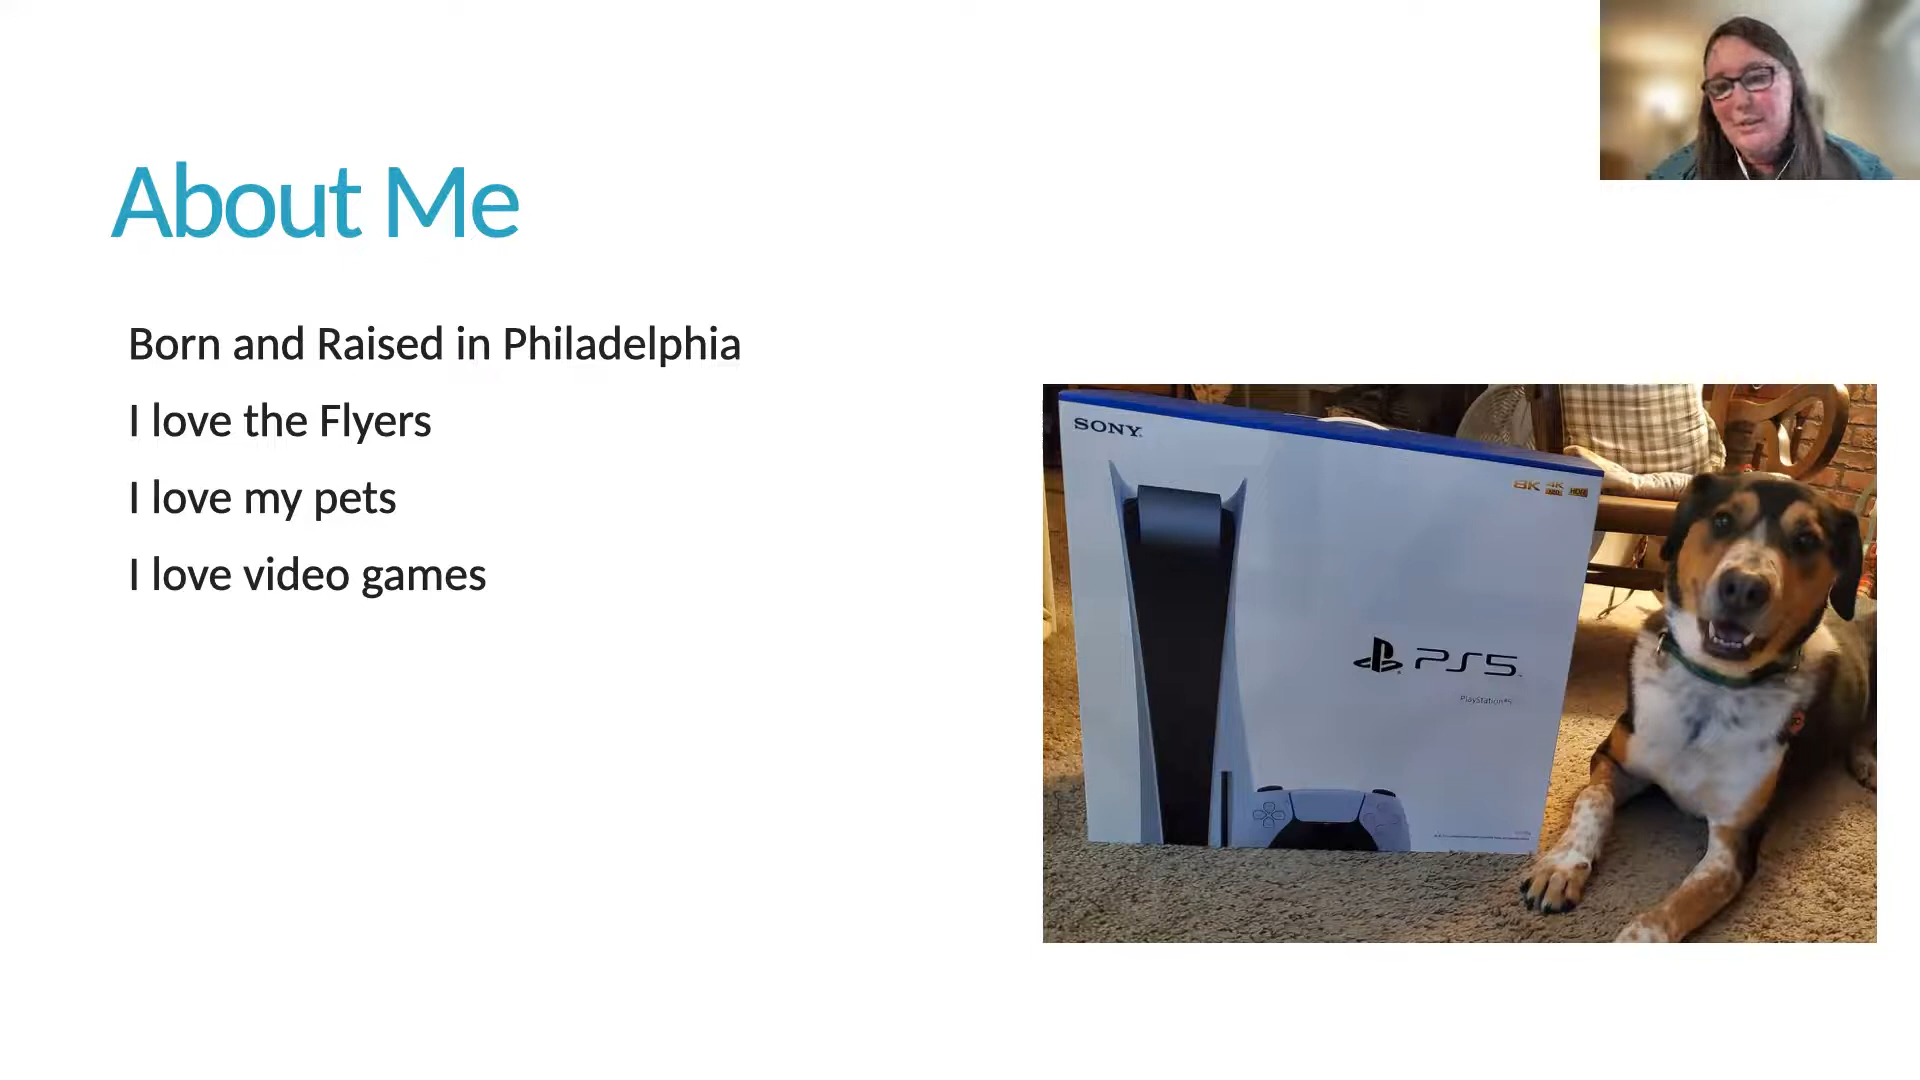 About Me
Born and Raised in Philadelphia
I love the Flyers
I love my pets
I love video games
SONY
8K 4K HDR
PS5
PlayStation®5